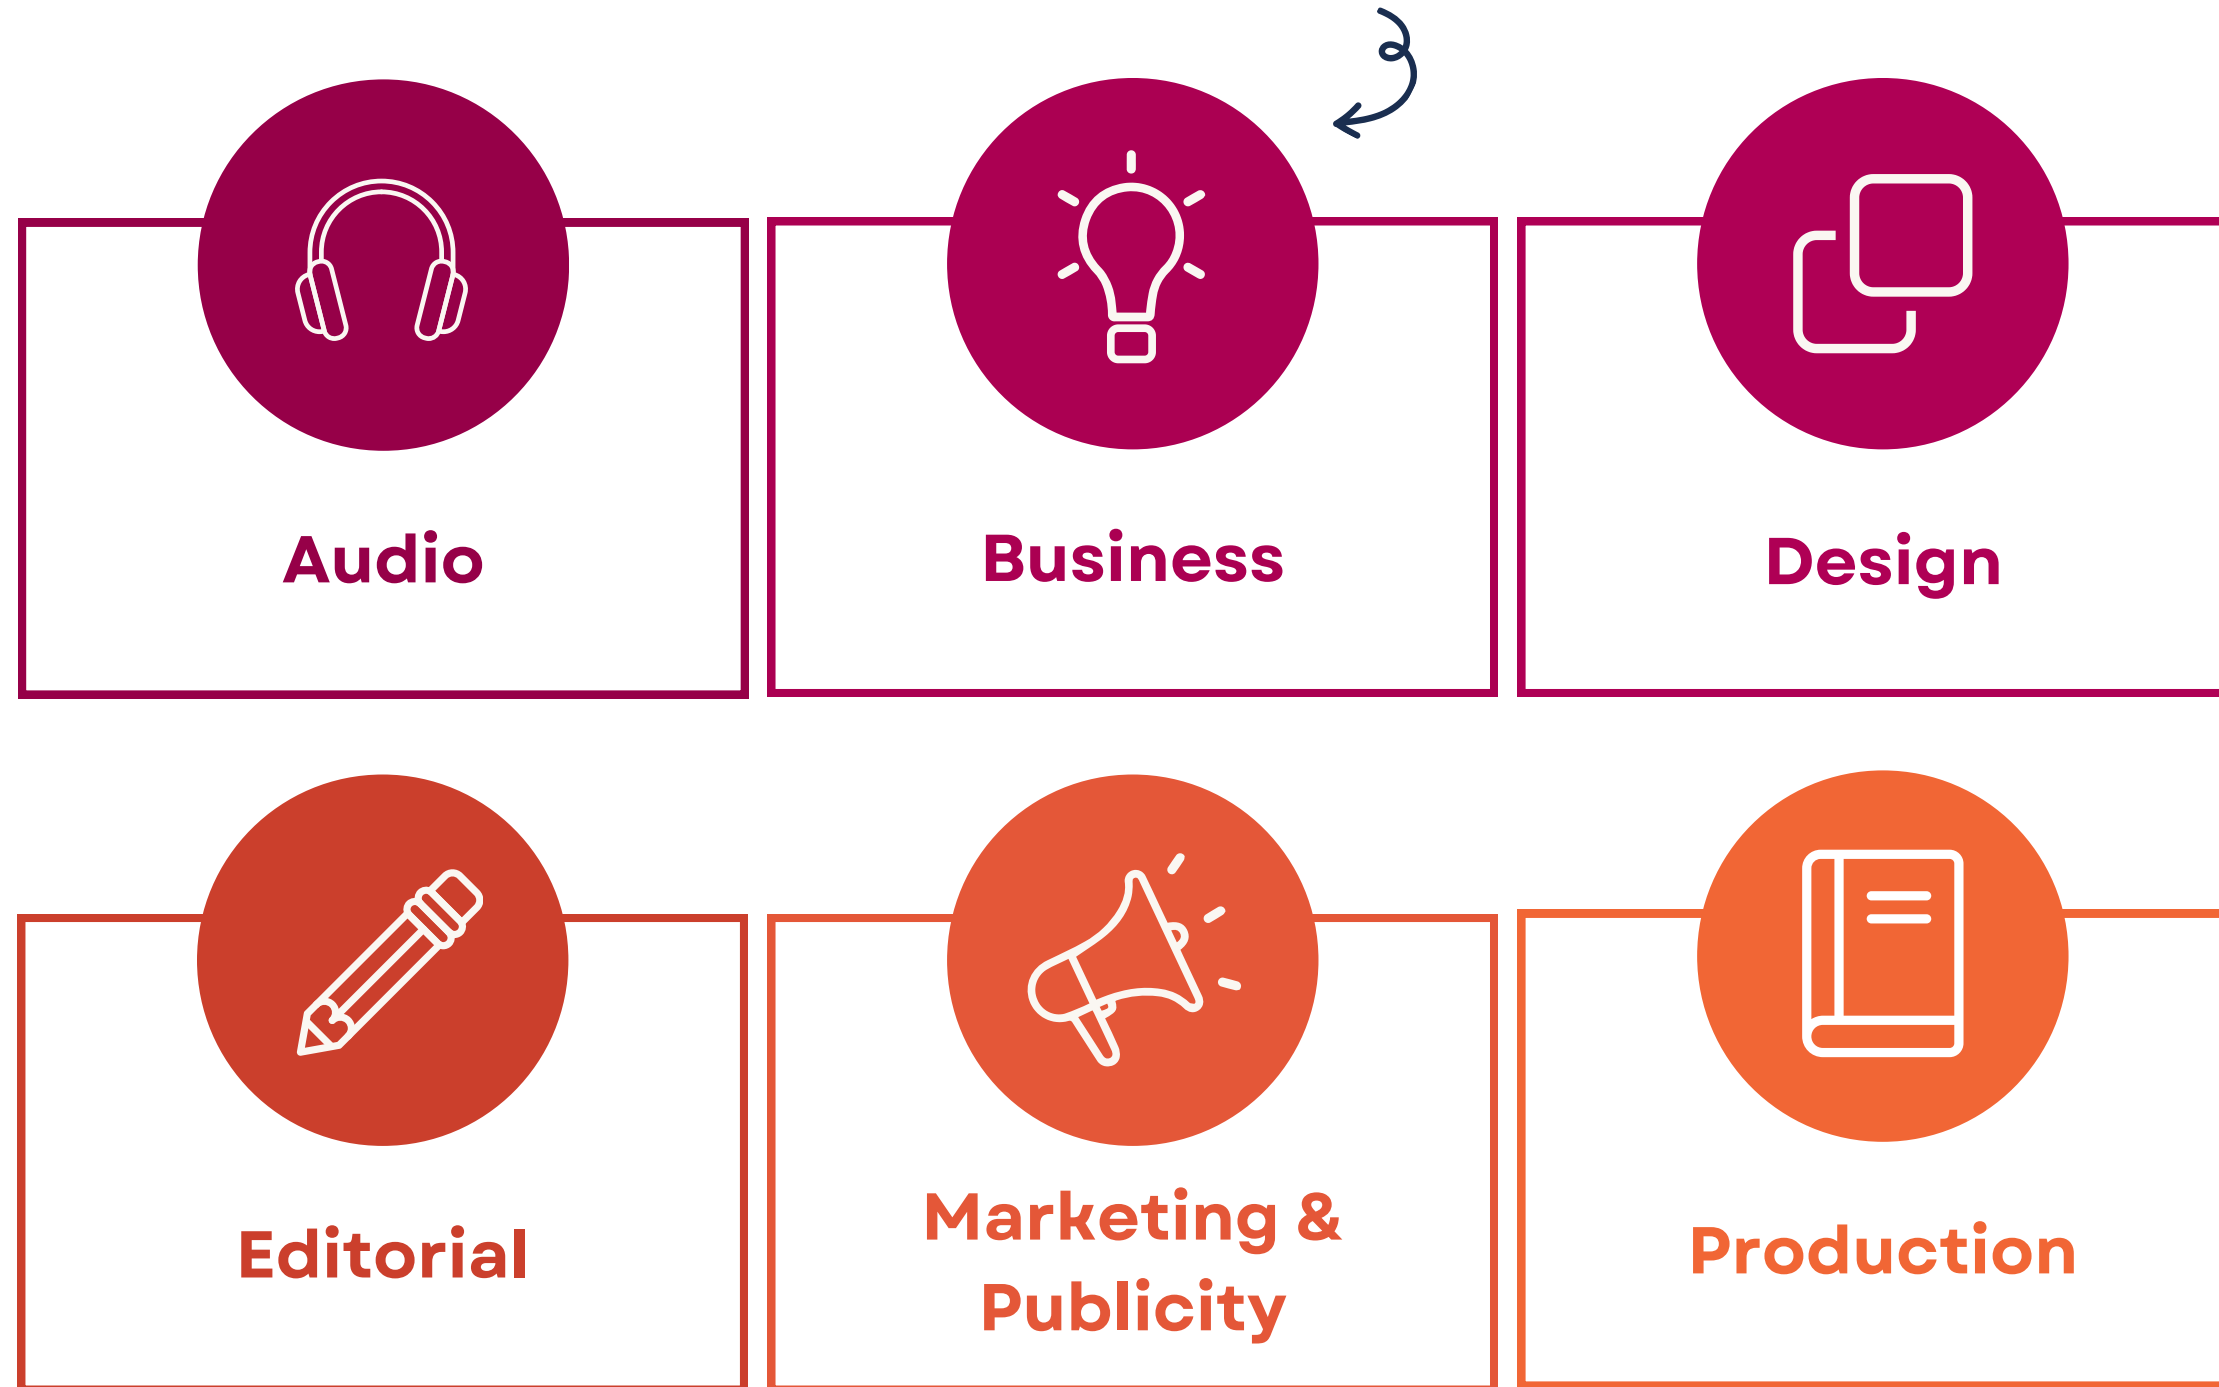 Audio
Business
Design
Editorial
Marketing &
Publicity
Production